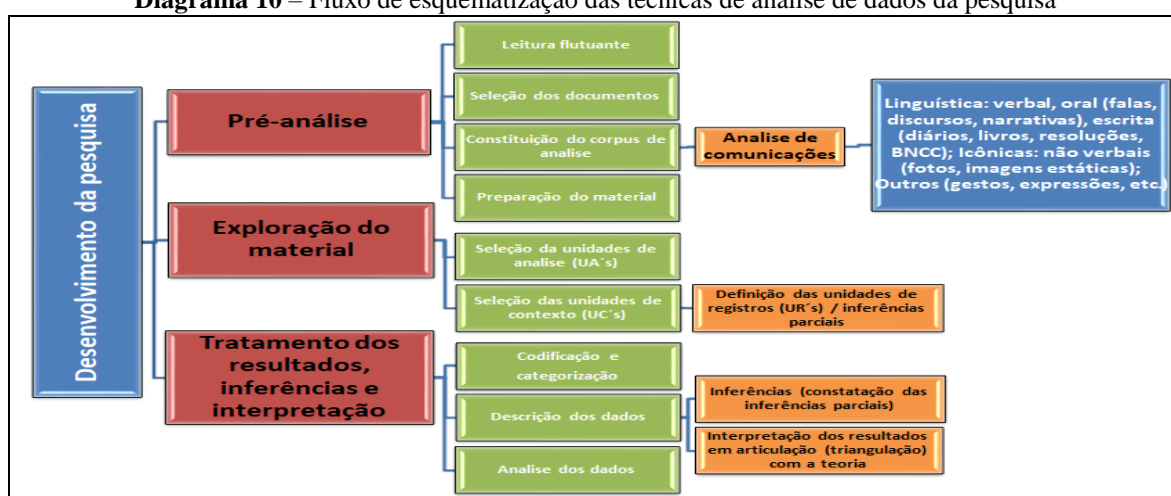 Diagrama 10 – Fluxo de esquematização das técnicas de análise de dados da pesquisa
Desenvolvimento da pesquisa
Pré-análise
Leitura flutuante
Seleção dos documentos
Constituição do corpus de
analise
Preparação do material
Analise de
comunicações
Linguística: verbal, oral (falas,
discursos, narrativas), escrita
(diários, livros, resoluções,
BNCC); Icônicas: não verbais
(fotos, imagens estáticas);
Outros (gestos, expressões, etc.)
Exploração do
material
Seleção da unidades de
analise (UA´s)
Seleção das unidades de
contexto (UC´s)
Definição das unidades de
registros (UR´s) / inferências
parciais
Tratamento dos
resultados,
inferências e
interpretação
Codificação e
categorização
Descrição dos dados
Analise dos dados
Inferências (constatação das
inferências parciais)
Interpretação dos resultados
em articulação (triangulação)
com a teoria